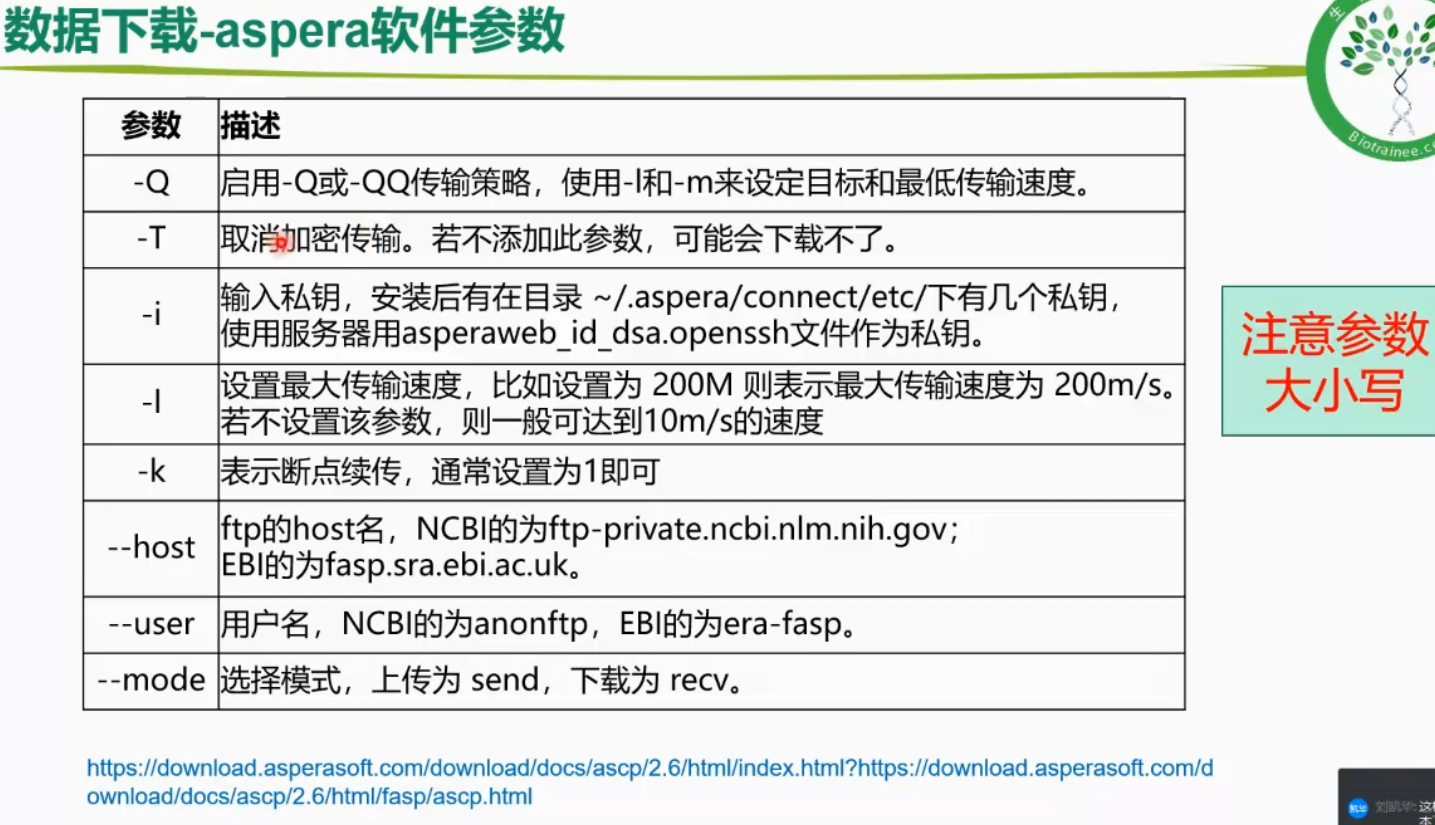 数据下载-aspera软件参数
生
Biotrainee.c
参数 描述
-Q 启用-Q或-QQ传输策略，使用-l和-m来设定目标和最低传输速度。
-T 取消加密传输。若不添加此参数，可能会下载不了。
-i 输入私钥，安装后有在目录 ~/.aspera/connect/etc/下有几个私钥，
使用服务器用asperaweb_id_dsa.openssh文件作为私钥。
-l 设置最大传输速度，比如设置为 200M 则表示最大传输速度为 200m/s。
若不设置该参数，则一般可达到10m/s的速度
-k 表示断点续传，通常设置为1即可
--host ftp的host名，NCBI的为ftp-private.ncbi.nlm.nih.gov；
EBI的为fasp.sra.ebi.ac.uk。
--user 用户名，NCBI的为anonftp，EBI的为era-fasp。
--mode 选择模式，上传为 send，下载为 recv。
注意参数
大小写
https://download.asperasoft.com/download/docs/ascp/2.6/html/index.html?https://download.asperasoft.com/d
ownload/docs/ascp/2.6/html/fasp/ascp.html
凯华 刘凯华: 这
本